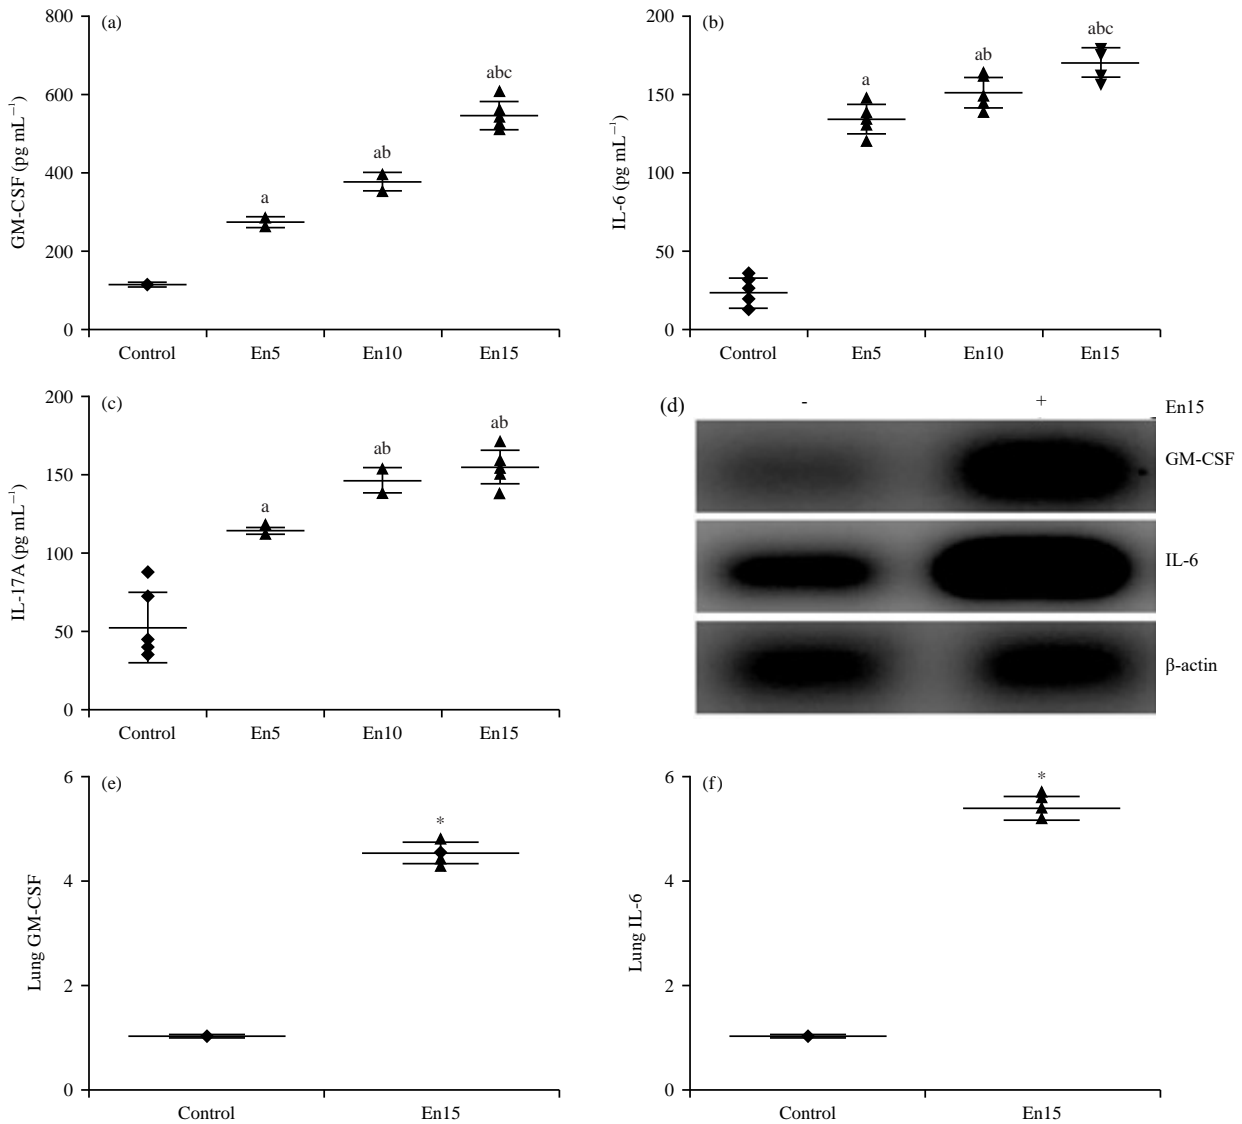 (a)
GM-CSF (pg mL⁻¹)
800
600
400
200
0
a
ab
abc
Control En5 En10 En15
(b)
IL-6 (pg mL⁻¹)
200
150
100
50
0
a
ab
abc
Control En5 En10 En15
(c)
IL-17A (pg mL⁻¹)
200
150
100
50
0
a
ab
ab
Control En5 En10 En15
(d)
- + En15
GM-CSF
IL-6
β-actin
(e)
Lung GM-CSF
6
4
2
0
*
Control En15
(f)
Lung IL-6
6
4
2
0
*
Control En15